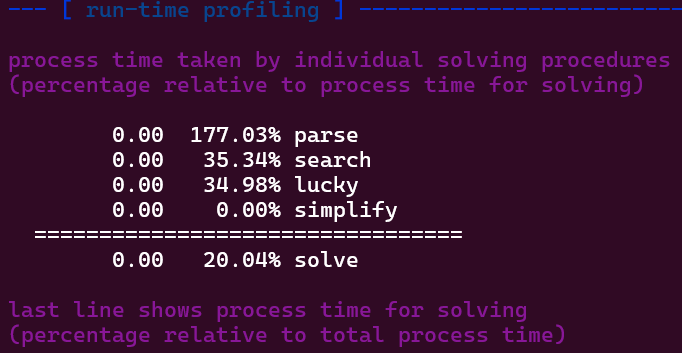 --- [ run-time profiling ] -------------------------
process time taken by individual solving procedures
(percentage relative to process time for solving)
0.00 177.03% parse
0.00 35.34% search
0.00 34.98% lucky
0.00 0.00% simplify
=================================
0.00 20.04% solve
last line shows process time for solving
(percentage relative to total process time)